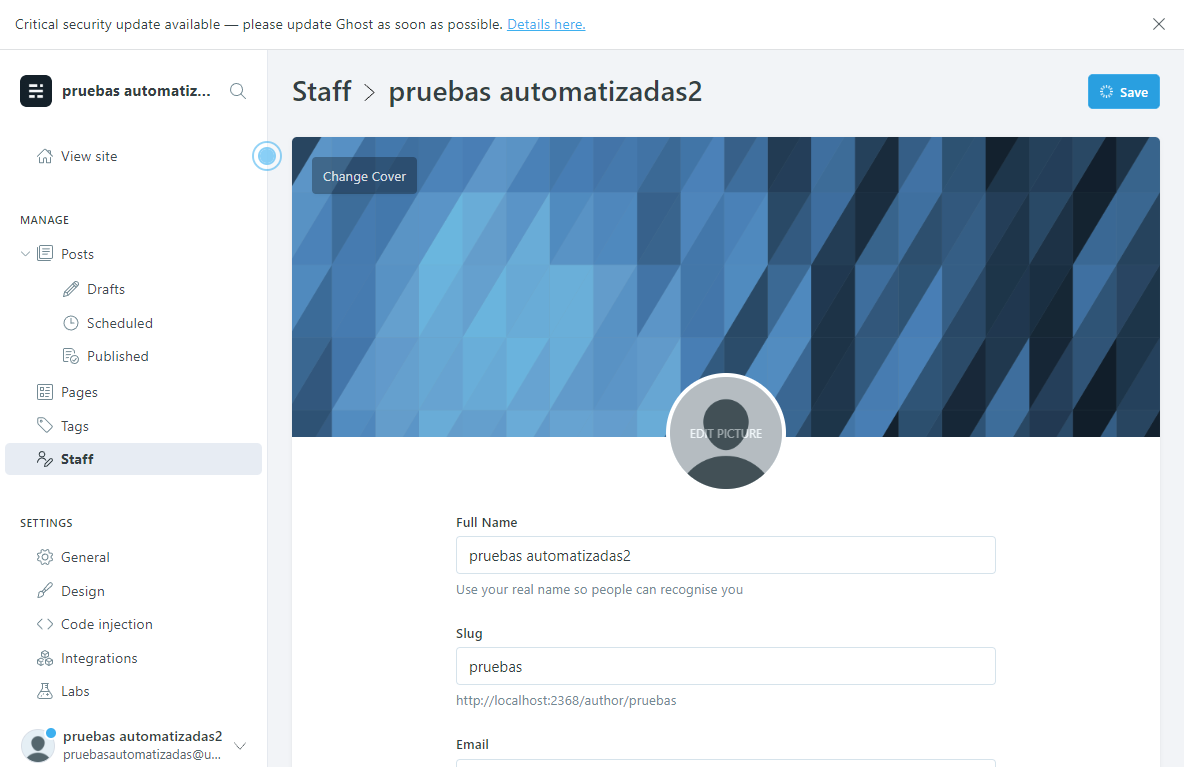 Critical security update available — please update Ghost as soon as possible. Details here.
pruebas automatiz...
View site
MANAGE
Posts
Drafts
Scheduled
Published
Pages
Tags
Staff
SETTINGS
General
Design
Code injection
Integrations
Labs
pruebas automatizadas2
pruebasautomatizadas@u...
Staff > pruebas automatizadas2
Save
Change Cover
EDIT PICTURE
Full Name
pruebas automatizadas2
Use your real name so people can recognise you
Slug
pruebas
http://localhost:2368/author/pruebas
Email